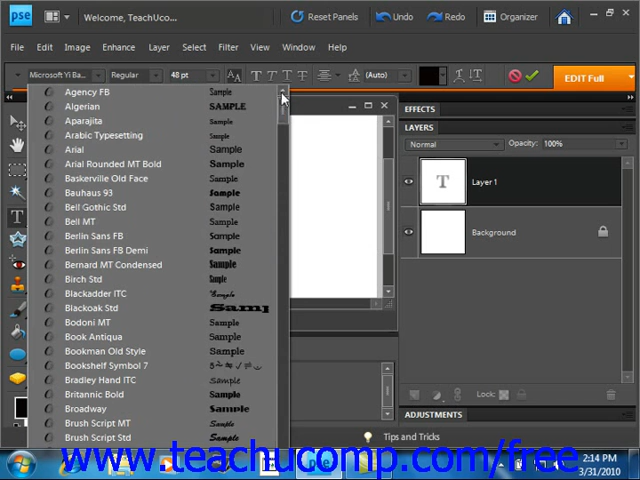 pse Welcome, TeachUco... Reset Panels Undo Redo Organizer
File Edit Image Enhance Layer Select Filter View Window Help
Microsoft Yi Ba... Regular 48 pt (Auto) EDIT Full
Agency FB Sample
Algerian SAMPLE
Aparajita Sample
Arabic Typesetting Sample
Arial Sample
Arial Rounded MT Bold Sample
Baskerville Old Face Sample
Bauhaus 93 Sample
Bell Gothic Std Sample
Bell MT Sample
Berlin Sans FB Sample
Berlin Sans FB Demi Sample
Bernard MT Condensed Sample
Birch Std Sample
Blackadder ITC Sample
Blackoak Std Samp
Bodoni MT Sample
Book Antiqua Sample
Bookman Old Style Sample
Bookshelf Symbol 7
Bradley Hand ITC Sample
Britannic Bold Sample
Broadway Sample
Brush Script MT Sample
Brush Script Std Sample
EFFECTS
LAYERS
Normal Opacity: 100%
T Layer 1
Background
Lock:
ADJUSTMENTS
Tips and Tricks
www.teachucomp.com/free
pse
2:14 PM
3/31/2010